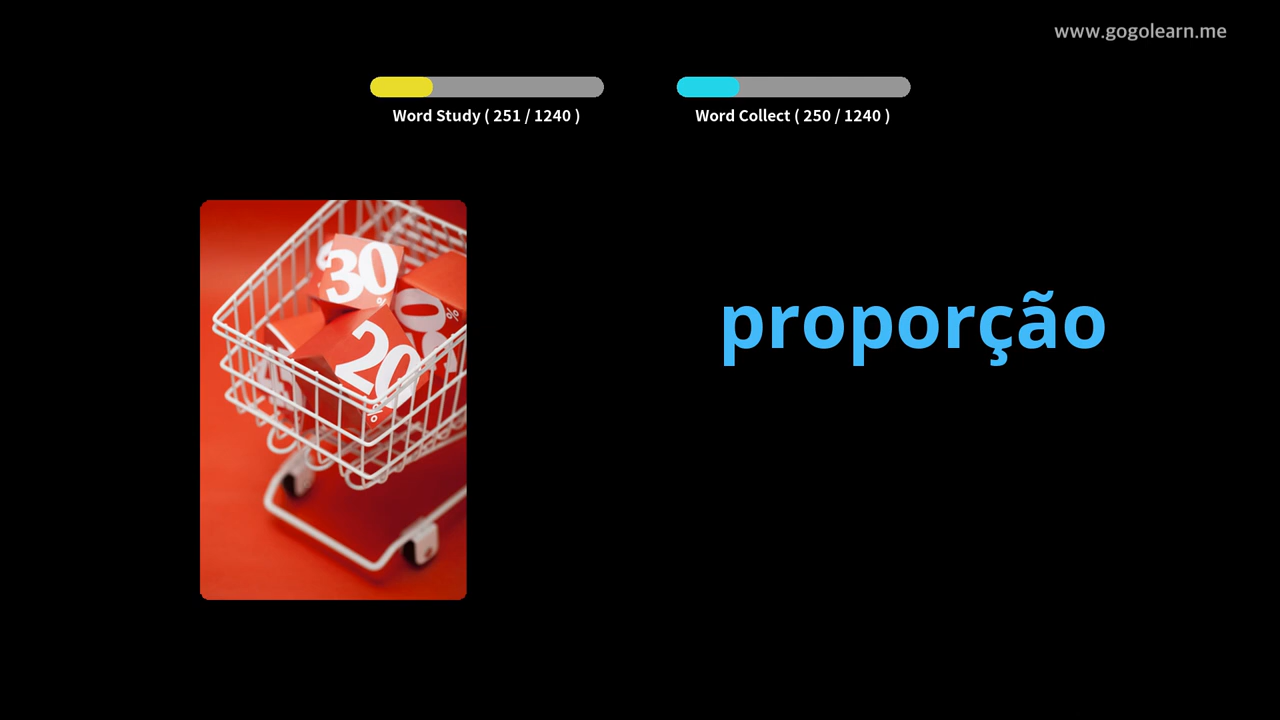 www.gogolearn.me
Word Study ( 251 / 1240 )
Word Collect ( 250 / 1240 )
30
%
20
%
%
proporção